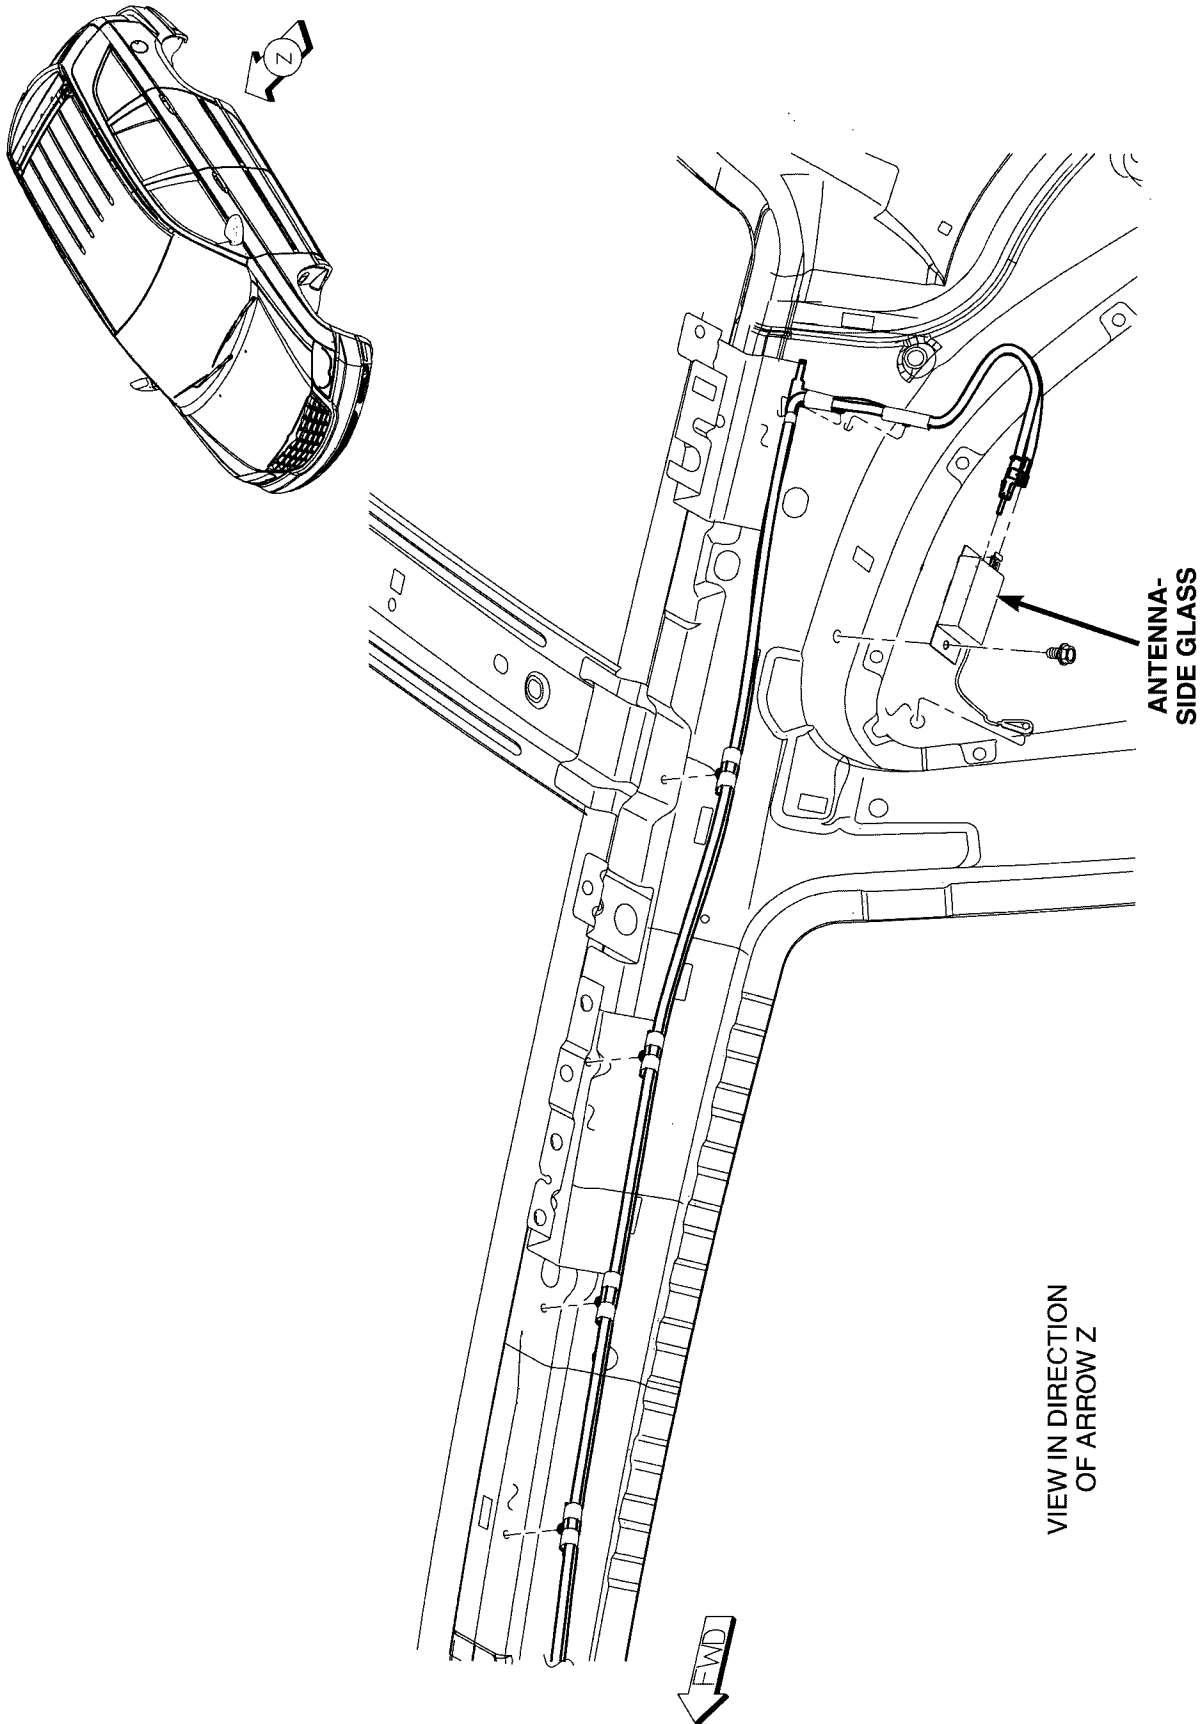 Z
ANTENNA-
SIDE GLASS
VIEW IN DIRECTION
OF ARROW Z
FWD